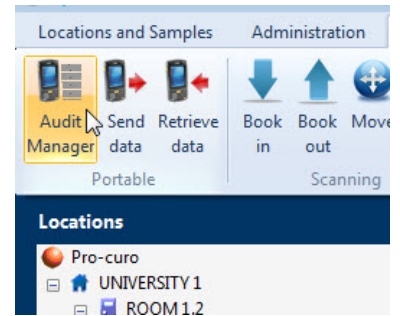 Locations and Samples Administration
Audit Manager Send data Retrieve data Book in Book out Move
Portable Scanning
Locations
Pro-curo
UNIVERSITY 1
ROOM 1.2